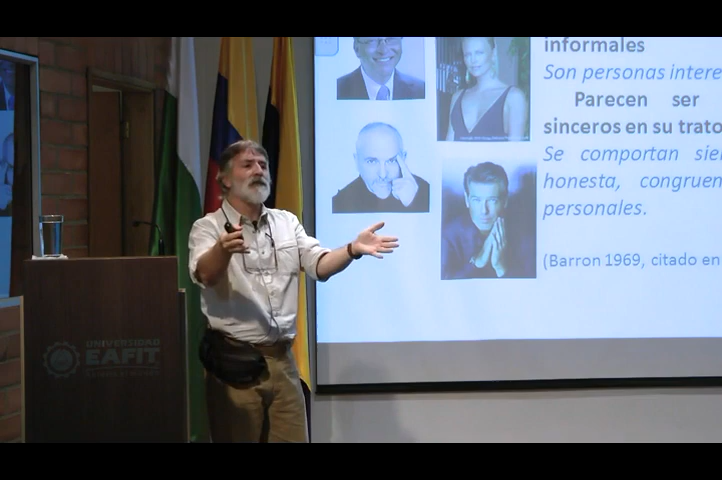 informales
Son personas intere
Parecen ser
sinceros en su trato
Se comportan sie
honesta, congruen
personales.
(Barron 1969, citado en
UNIVERSIDAD
EAFIT